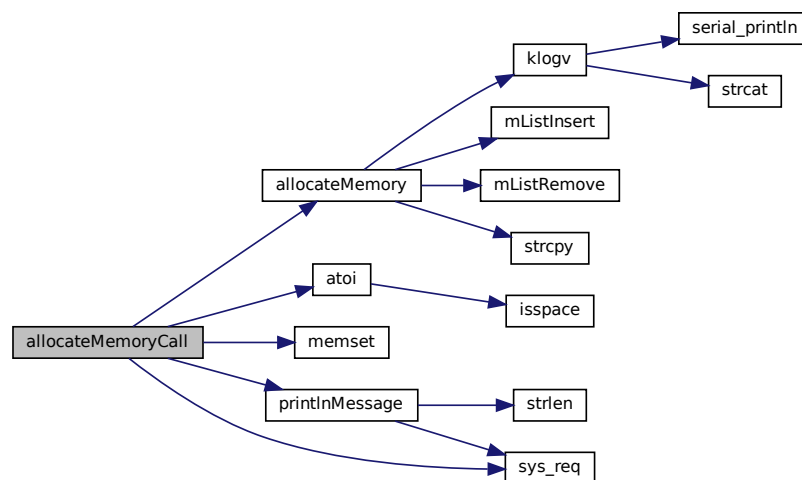 serial_println
klogv
strcat
mListInsert
allocateMemory
mListRemove
strcpy
atoi
isspace
allocateMemoryCall
memset
printlnMessage
strlen
sys_req